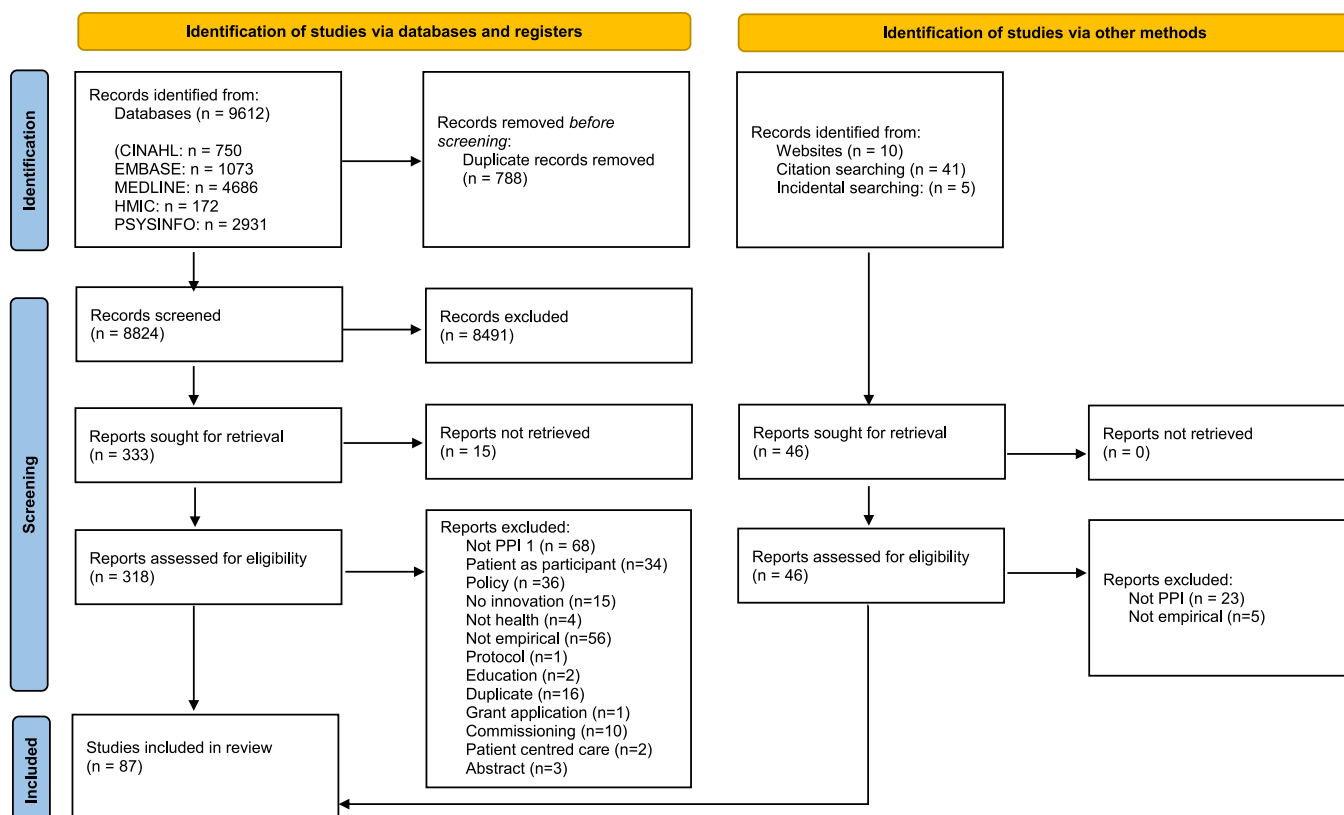 Identification of studies via databases and registers
Identification of studies via other methods
Identification
Records identified from:
Databases (n = 9612)
(CINAHL: n = 750
EMBASE: n = 1073
MEDLINE: n = 4686
HMIC: n = 172
PSYSINFO: n = 2931
Records removed before
screening:
Duplicate records removed
(n = 788)
Records identified from:
Websites (n = 10)
Citation searching (n = 41)
Incidental searching: (n = 5)
Screening
Records screened
(n = 8824)
Records excluded
(n = 8491)
Reports sought for retrieval
(n = 333)
Reports not retrieved
(n = 15)
Reports sought for retrieval
(n = 46)
Reports not retrieved
(n = 0)
Reports assessed for eligibility
(n = 318)
Reports excluded:
Not PPI 1 (n = 68)
Patient as participant (n=34)
Policy (n =36)
No innovation (n=15)
Not health (n=4)
Not empirical (n=56)
Protocol (n=1)
Education (n=2)
Duplicate (n=16)
Grant application (n=1)
Commissioning (n=10)
Patient centred care (n=2)
Abstract (n=3)
Reports assessed for eligibility
(n = 46)
Reports excluded:
Not PPI (n = 23)
Not empirical (n=5)
Included
Studies included in review
(n = 87)